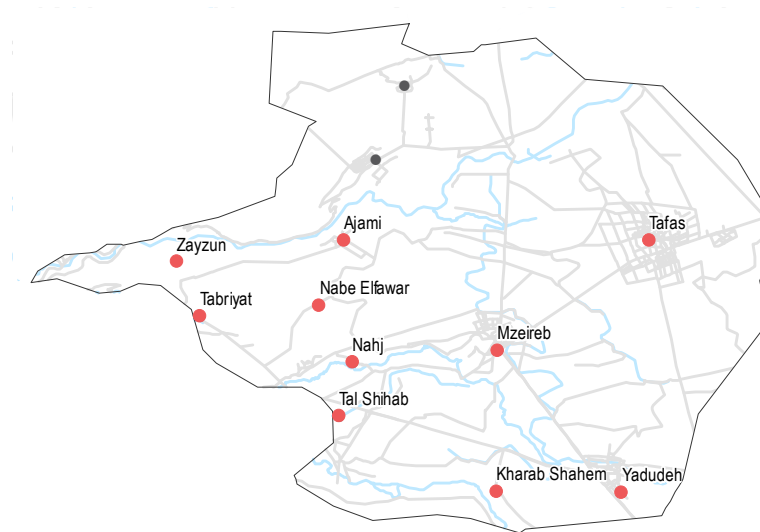 Ajami
Tafas
Zayzun
Nabe Elfawar
Tabriyat
Mzeireb
Nahj
Tal Shihab
Kharab Shahem
Yadudeh